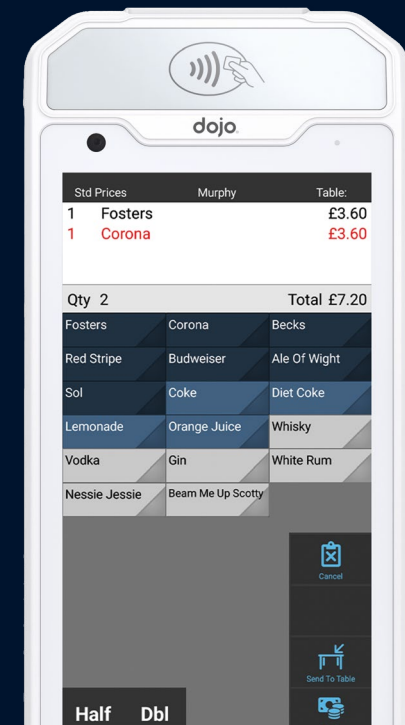 dojo
Std Prices Murphy Table:
1 Fosters £3.60
1 Corona £3.60
Qty 2 Total £7.20
Fosters Corona Becks
Red Stripe Budweiser Ale Of Wight
Sol Coke Diet Coke
Lemonade Orange Juice Whisky
Vodka Gin White Rum
Nessie Jessie Beam Me Up Scotty
Cancel
Send To Table
Half Dbl